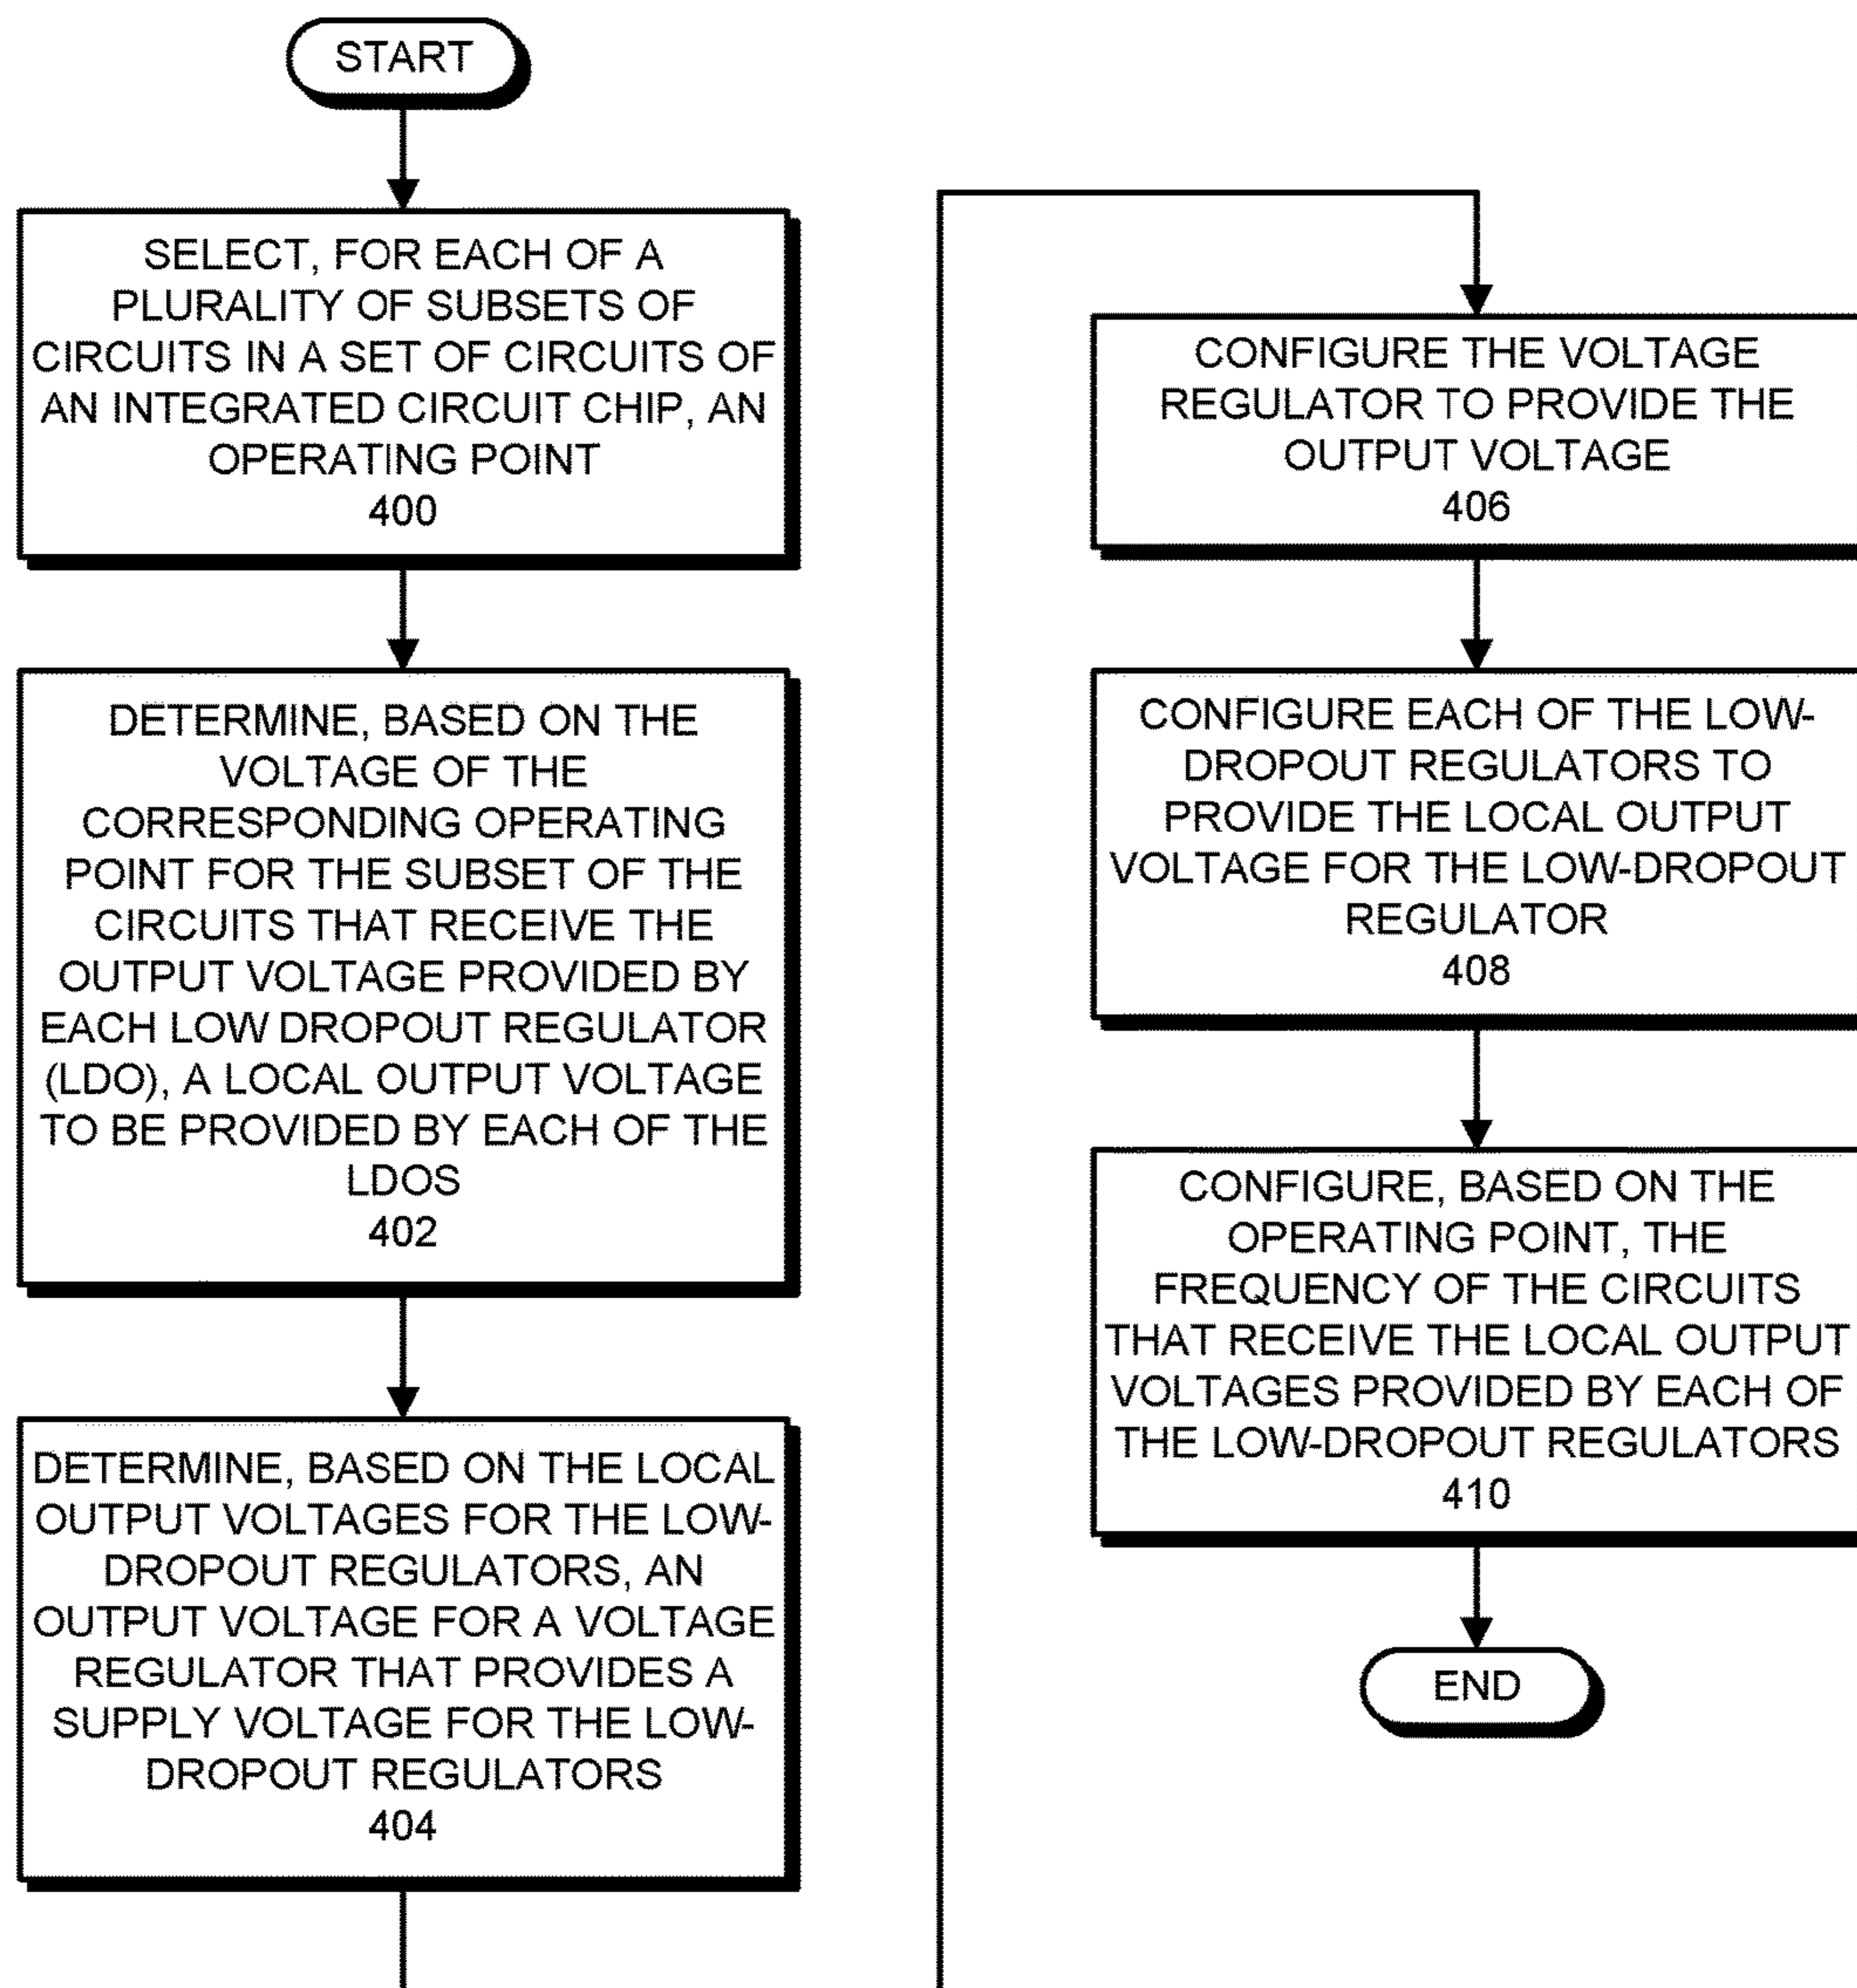 START
SELECT, FOR EACH OF A
PLURALITY OF SUBSETS OF
CIRCUITS IN A SET OF CIRCUITS OF
AN INTEGRATED CIRCUIT CHIP, AN
OPERATING POINT
400
DETERMINE, BASED ON THE
VOLTAGE OF THE
CORRESPONDING OPERATING
POINT FOR THE SUBSET OF THE
CIRCUITS THAT RECEIVE THE
OUTPUT VOLTAGE PROVIDED BY
EACH LOW DROPOUT REGULATOR
(LDO), A LOCAL OUTPUT VOLTAGE
TO BE PROVIDED BY EACH OF THE
LDOS
402
DETERMINE, BASED ON THE LOCAL
OUTPUT VOLTAGES FOR THE LOW-
DROPOUT REGULATORS, AN
OUTPUT VOLTAGE FOR A VOLTAGE
REGULATOR THAT PROVIDES A
SUPPLY VOLTAGE FOR THE LOW-
DROPOUT REGULATORS
404
CONFIGURE THE VOLTAGE
REGULATOR TO PROVIDE THE
OUTPUT VOLTAGE
406
CONFIGURE EACH OF THE LOW-
DROPOUT REGULATORS TO
PROVIDE THE LOCAL OUTPUT
VOLTAGE FOR THE LOW-DROPOUT
REGULATOR
408
CONFIGURE, BASED ON THE
OPERATING POINT, THE
FREQUENCY OF THE CIRCUITS
THAT RECEIVE THE LOCAL OUTPUT
VOLTAGES PROVIDED BY EACH OF
THE LOW-DROPOUT REGULATORS
410
END